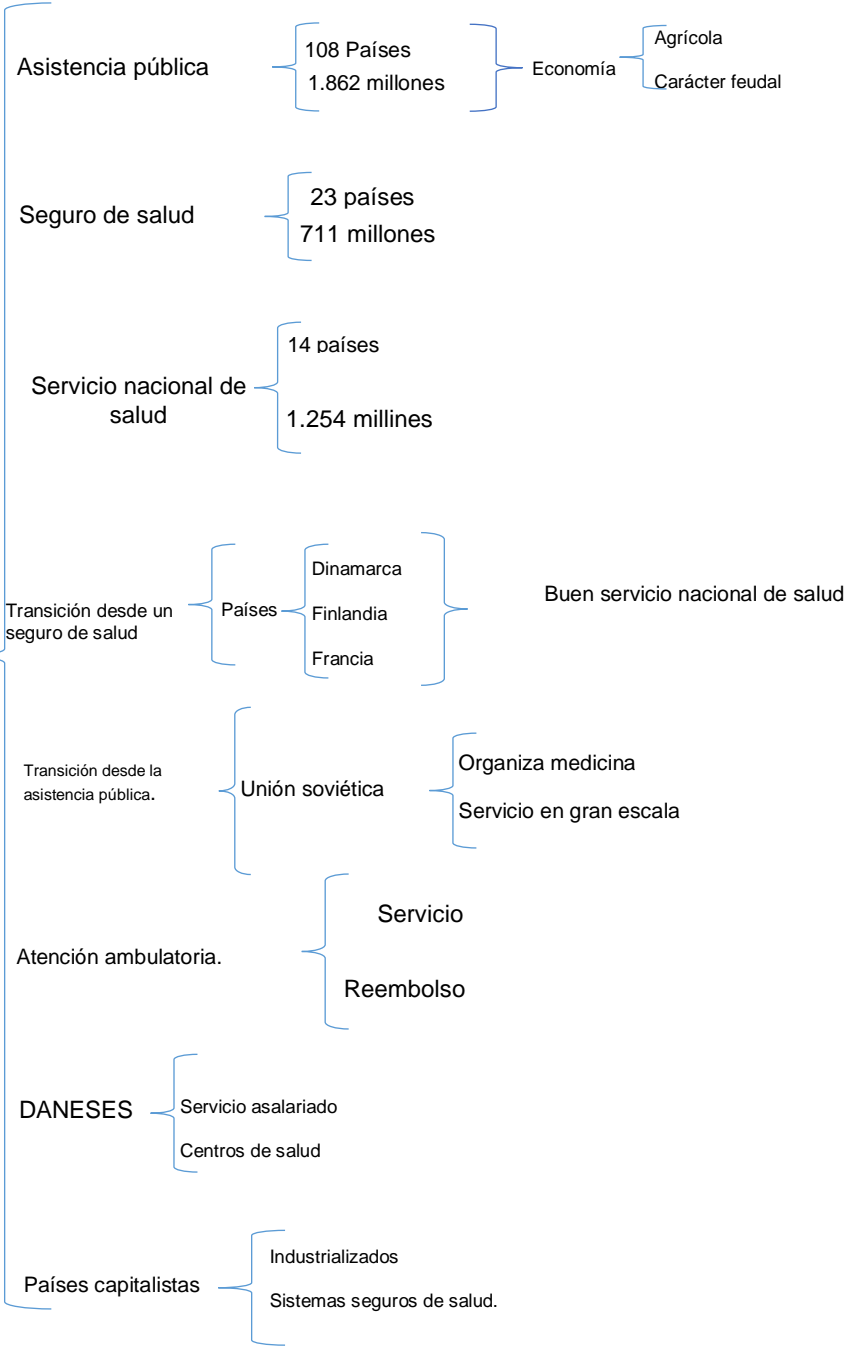 Asistencia pública
108 Países
1.862 millones
Economía
Agrícola
Carácter feudal
Seguro de salud
23 países
711 millones
Servicio nacional de
salud
14 países
1.254 millines
Transición desde un
seguro de salud
Países
Dinamarca
Finlandia
Francia
Buen servicio nacional de salud
Transición desde la
asistencia pública.
Unión soviética
Organiza medicina
Servicio en gran escala
Atención ambulatoria.
Servicio
Reembolso
DANESES
Servicio asalariado
Centros de salud
Países capitalistas
Industrializados
Sistemas seguros de salud.